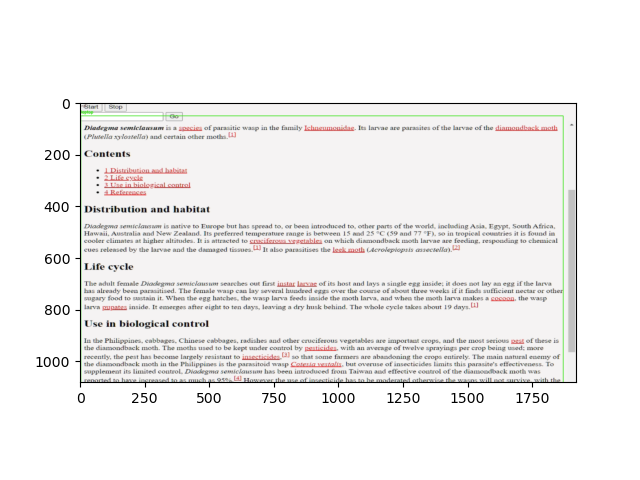 0
200
400
600
800
1000
0 250 500 750 1000 1250 1500 1750
Start Stop
Go
Diadegma semiclausum is a species of parasitic wasp in the family Ichneumonidae. Its larvae are parasites of the larvae of the diamondback moth
(Plutella xylostella) and certain other moths.[1]
Contents
1 Distribution and habitat
2 Life cycle
3 Use in biological control
4 References
Distribution and habitat
Diadegma semiclausum is native to Europe but has spread to, or been introduced to, other parts of the world, including Asia, Egypt, South Africa,
Hawaii, Australia and New Zealand. Its preferred temperature range is between 15 and 25 °C (59 and 77 °F), so in tropical countries it is found in
cooler climates at higher altitudes. It is attracted to cruciferous vegetables on which diamondback moth larvae are feeding, responding to chemical
cues released by the larvae and the damaged tissues.[1] It also parasitises the leek moth (Acrolepiopsis assectella).[2]
Life cycle
The adult female Diadegma semiclausum searches out first instar larvae of its host and lays a single egg inside; it does not lay an egg if the larva
has already been parasitised. The female wasp can lay several hundred eggs over the course of about three weeks if it finds sufficient nectar or other
sugary food to sustain it. When the egg hatches, the wasp larva feeds inside the moth larva, and when the moth larva makes a cocoon, the wasp
larva pupates inside. It emerges after eight to ten days, leaving a dry husk behind. The whole cycle takes about 19 days.[1]
Use in biological control
In the Philippines, cabbages, Chinese cabbages, radishes and other cruciferous vegetables are important crops, and the most serious pest of these is
the diamondback moth. The moths used to be kept under control by pesticides, with an average of twelve sprayings per crop being used; more
recently, the pest has become largely resistant to insecticides,[3] so that some farmers are abandoning the crops entirely. The main natural enemy of
the diamondback moth in the Philippines is the parasitoid wasp Cotesia vestalis, but overuse of insecticides limits this parasite's effectiveness. To
supplement its limited control, Diadegma semiclausum has been introduced from Taiwan and effective control of the diamondback moth was
reported to have increased to as much as 95%.[4] However the use of insecticide has to be moderated otherwise the wasps will not survive, with the